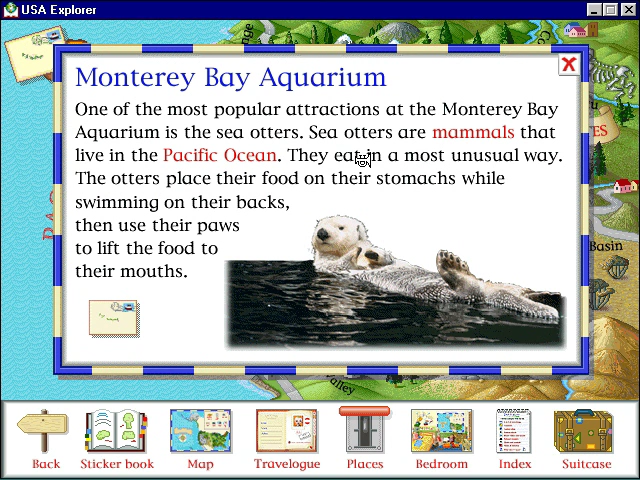 USA Explorer
Monterey Bay Aquarium
One of the most popular attractions at the Monterey Bay
Aquarium is the sea otters. Sea otters are mammals that
live in the Pacific Ocean. They eat in a most unusual way.
The otters place their food on their stomachs while
swimming on their backs,
then use their paws
to lift the food to
their mouths.
Basin
alley
Back
Sticker book
Map
Travelogue
Places
Bedroom
Index
Suitcase